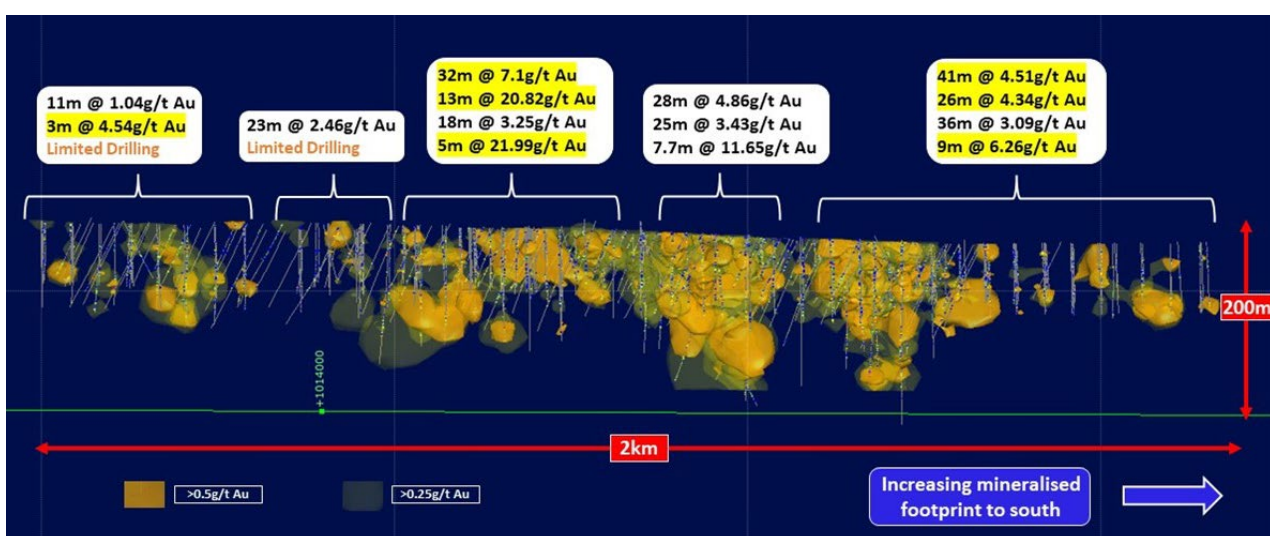 11m @ 1.04g/t Au
3m @ 4.54g/t Au
Limited Drilling
23m @ 2.46g/t Au
Limited Drilling
32m @ 7.1g/t Au
13m @ 20.82g/t Au
18m @ 3.25g/t Au
5m @ 21.99g/t Au
28m @ 4.86g/t Au
25m @ 3.43g/t Au
7.7m @ 11.65g/t Au
41m @ 4.51g/t Au
26m @ 4.34g/t Au
36m @ 3.09g/t Au
9m @ 6.26g/t Au
200m
+1014000
2km
>0.5g/t Au
>0.25g/t Au
Increasing mineralised
footprint to south